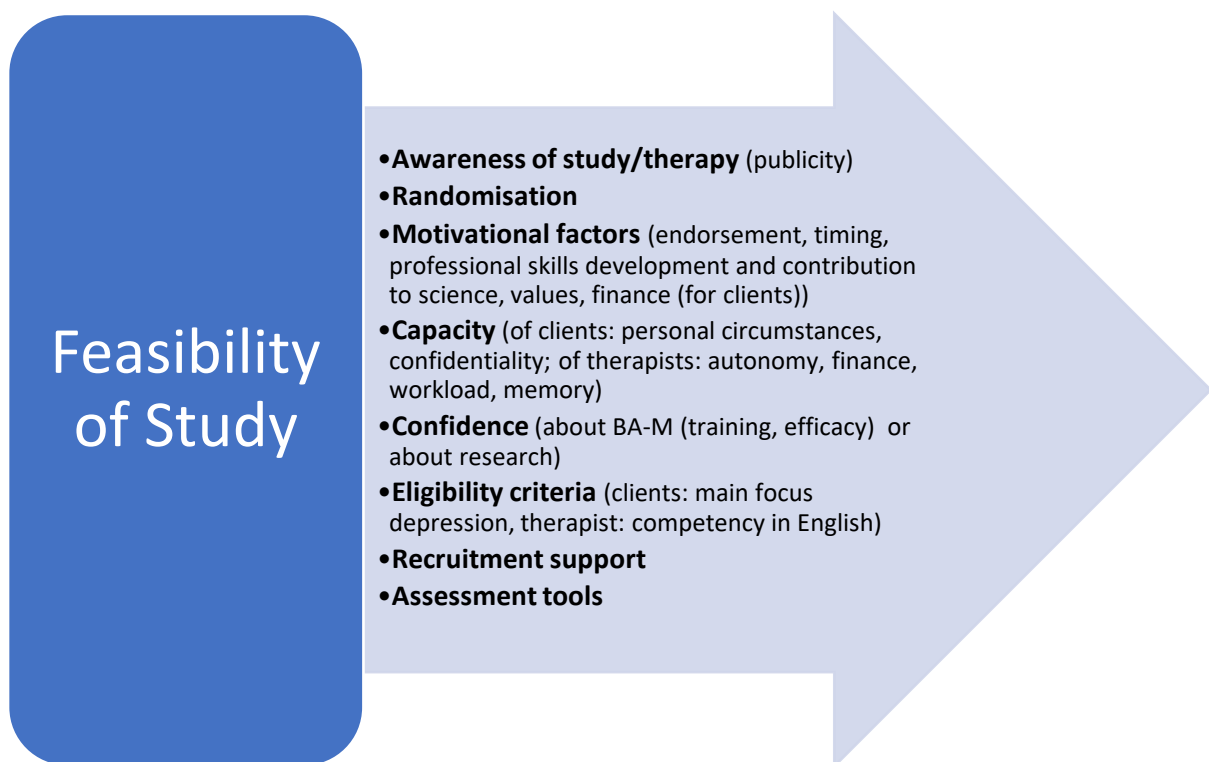 Feasibility
of Study
•Awareness of study/therapy (publicity)
•Randomisation
•Motivational factors (endorsement, timing,
professional skills development and contribution
to science, values, finance (for clients))
•Capacity (of clients: personal circumstances,
confidentiality; of therapists: autonomy, finance,
workload, memory)
•Confidence (about BA-M (training, efficacy)  or
about research)
•Eligibility criteria (clients: main focus
depression, therapist: competency in English)
•Recruitment support
•Assessment tools